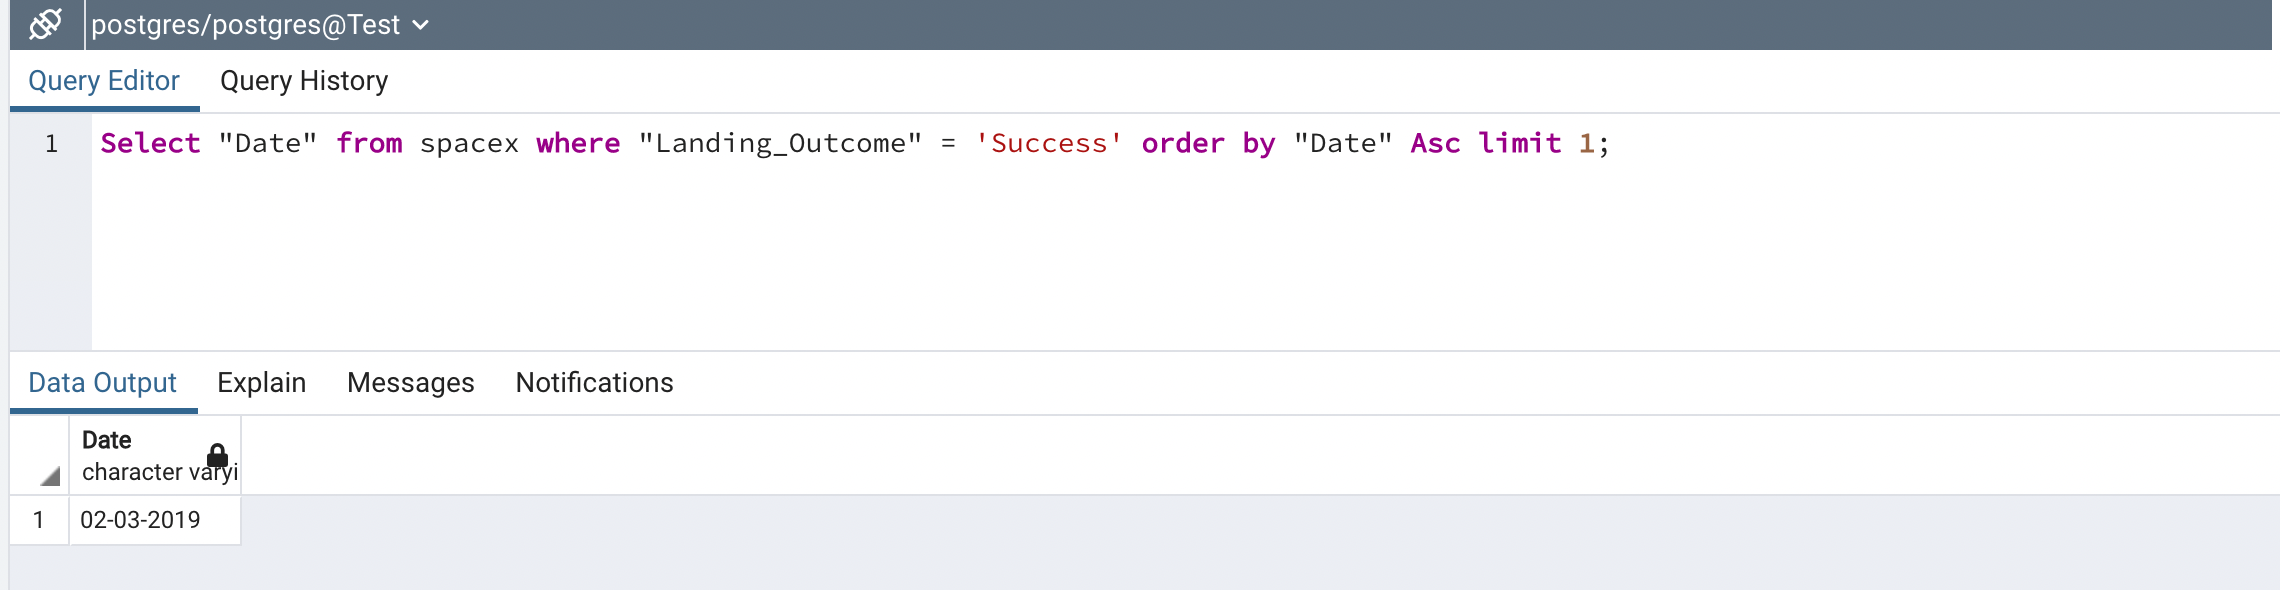 postgres/postgres@Test
Query Editor Query History
1 Select "Date" from spacex where "Landing_Outcome" = 'Success' order by "Date" Asc limit 1;
Data Output Explain Messages Notifications
Date
character varyi
1 02-03-2019